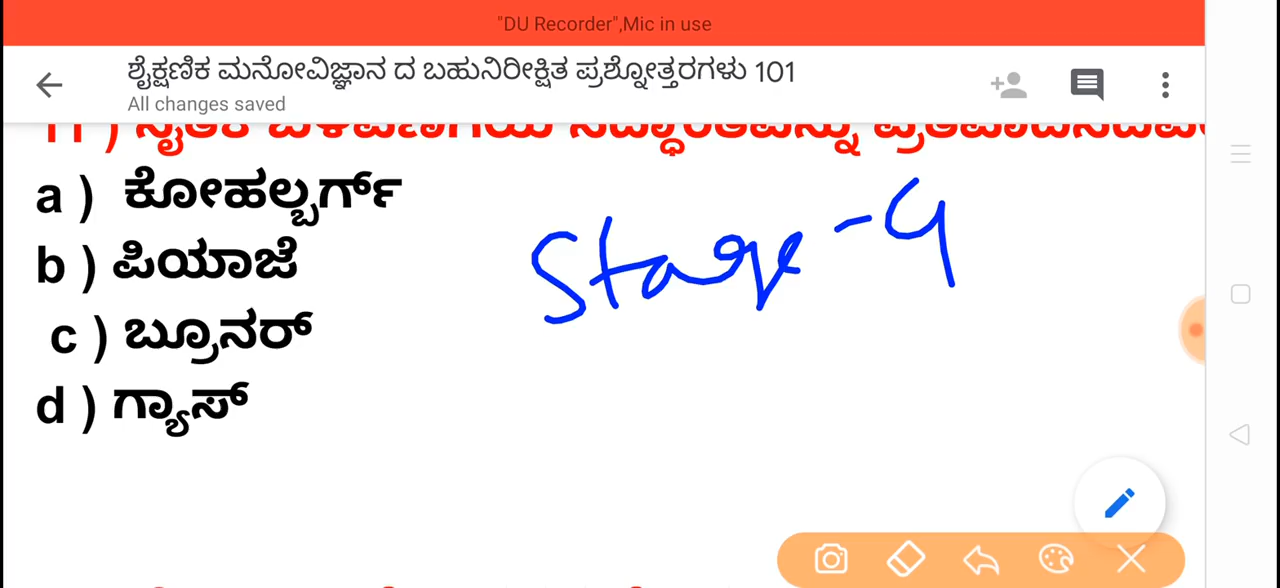 "DU Recorder",Mic in use
ಶೈಕ್ಷಣಿಕ ಮನೋವಿಜ್ಞಾನ ದ ಬಹುನಿರೀಕ್ಷಿತ ಪ್ರಶ್ನೋತ್ತರಗಳು 101
All changes saved
a ) ಕೋಹಲ್ಬರ್ಗ್
b ) ಪಿಯಾಜೆ
c ) ಬ್ರೂನರ್
d ) ಗ್ಯಾಸ್
Stage - 4